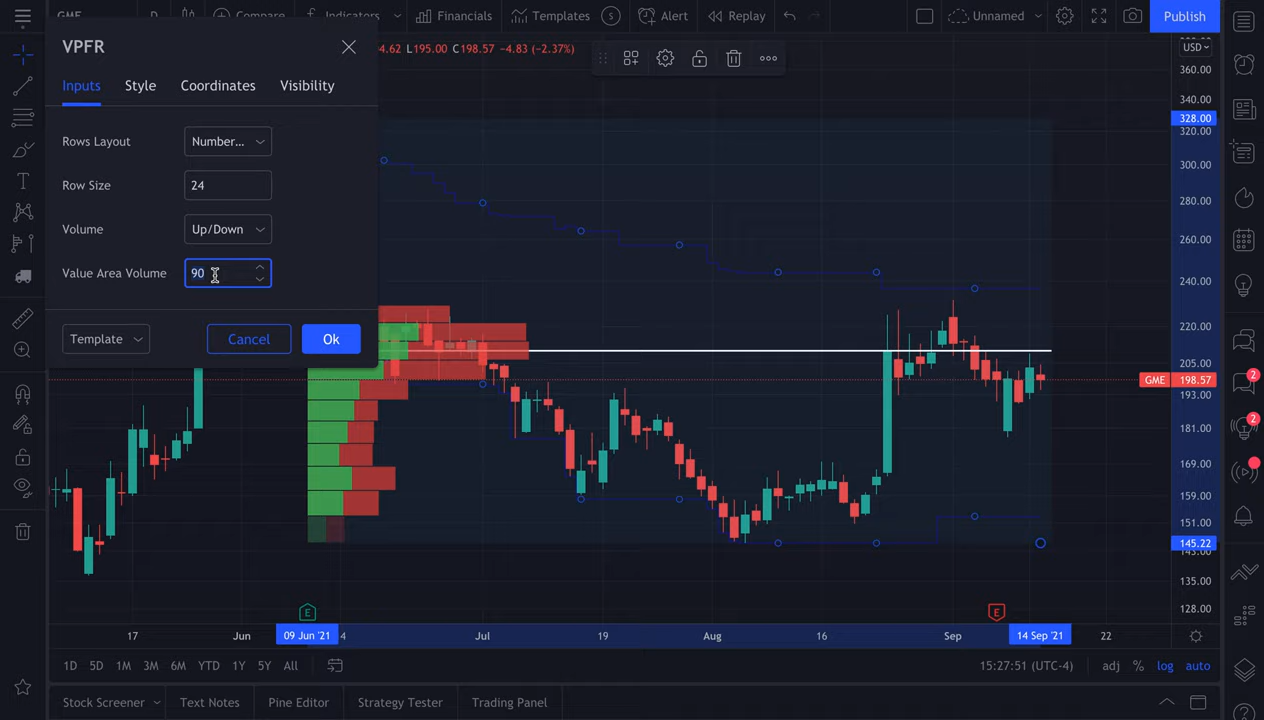 GME
D
Compare
Indicators
Financials
Templates
S
Alert
Replay
Unnamed
Publish
VPFR
4.62 L195.00 C198.57 −4.83 (−2.37%)
USD
Inputs
Style
Coordinates
Visibility
Rows Layout
Number...
Row Size
24
Volume
Up/Down
Value Area Volume
90
Template
Cancel
Ok
360.00
340.00
328.00
320.00
300.00
280.00
260.00
240.00
220.00
205.00
GME 198.57
193.00
181.00
169.00
159.00
151.00
145.22
143.00
135.00
128.00
2
2
E
E
17
Jun
09 Jun '21
4
Jul
19
Aug
16
Sep
14 Sep '21
22
1D 5D 1M 3M 6M YTD 1Y 5Y All
15:27:51 (UTC-4)
adj % log auto
Stock Screener
Text Notes
Pine Editor
Strategy Tester
Trading Panel